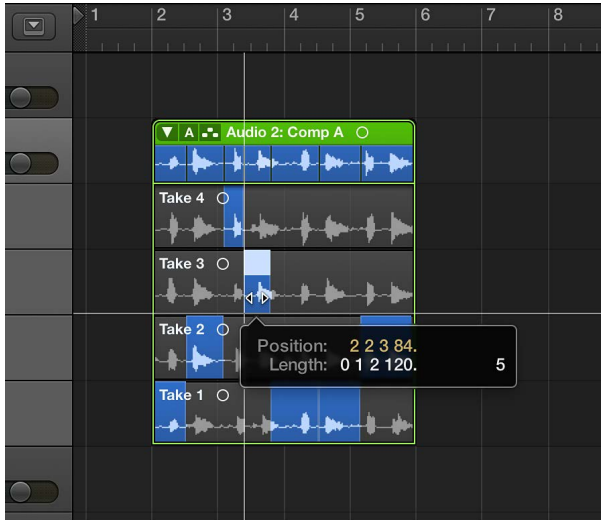 1 2 3 4 5 6 7 8
A Audio 2: Comp A
Take 4
Take 3
Take 2
Position: 2 2 3 84.
Length: 0 1 2 120. 5
Take 1